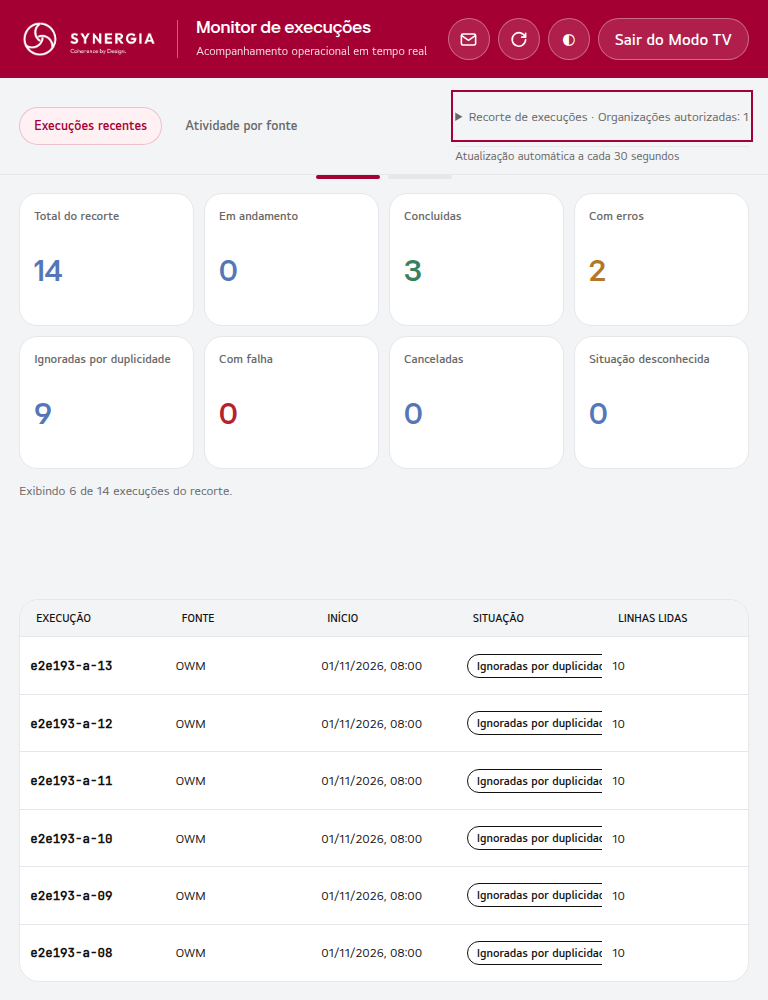 SYNERGIA
Coherence by Design.
Monitor de execuções
Acompanhamento operacional em tempo real
Sair do Modo TV
Execuções recentes
Atividade por fonte
Recorte de execuções · Organizações autorizadas: 1
Atualização automática a cada 30 segundos
Total do recorte
14
Em andamento
0
Concluídas
3
Com erros
2
Ignoradas por duplicidade
9
Com falha
0
Canceladas
0
Situação desconhecida
0
Exibindo 6 de 14 execuções do recorte.
EXECUÇÃO FONTE INÍCIO SITUAÇÃO LINHAS LIDAS
e2e193-a-13 OWM 01/11/2026, 08:00 Ignoradas por duplicidac 10
e2e193-a-12 OWM 01/11/2026, 08:00 Ignoradas por duplicidac 10
e2e193-a-11 OWM 01/11/2026, 08:00 Ignoradas por duplicidac 10
e2e193-a-10 OWM 01/11/2026, 08:00 Ignoradas por duplicidac 10
e2e193-a-09 OWM 01/11/2026, 08:00 Ignoradas por duplicidac 10
e2e193-a-08 OWM 01/11/2026, 08:00 Ignoradas por duplicidac 10